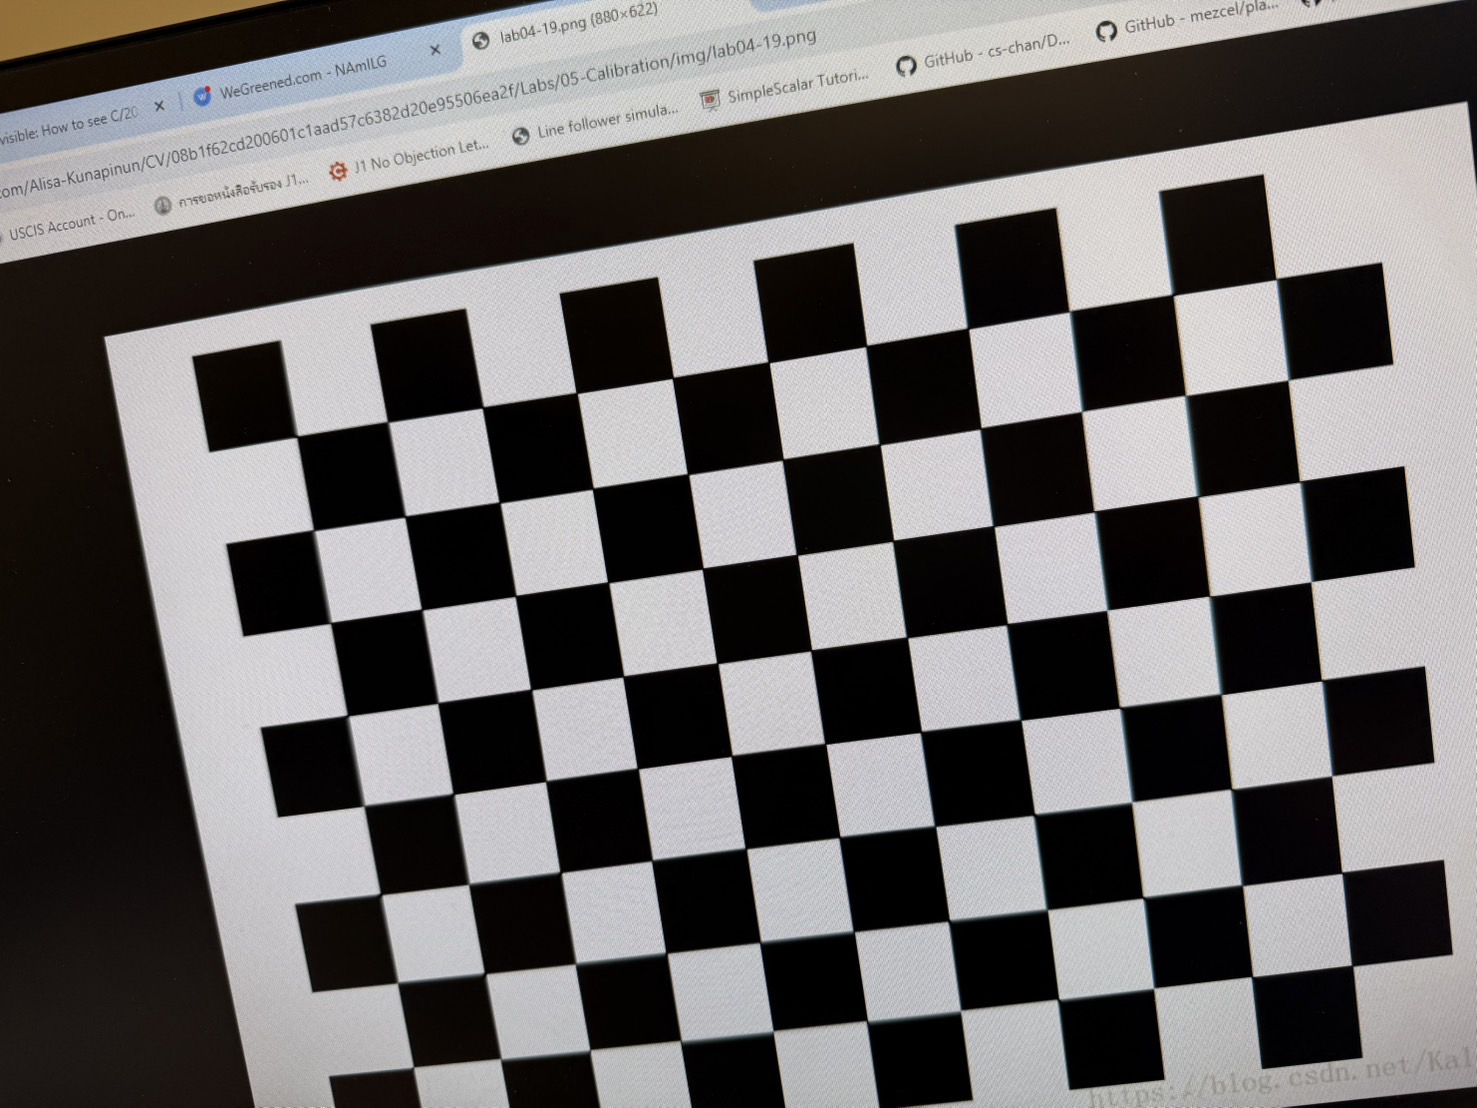 visible: How to see C/20
WeGreened.com - NAmILG
lab04-19.png (880×622)
com/Alisa-Kunapinun/CV/08b1f62cd200601c1aad57c6382d20e95506ea2f/Labs/05-Calibration/img/lab04-19.png
USCIS Account - On...
การขอหนังสือรับรอง J1...
J1 No Objection Let...
Line follower simula...
SimpleScalar Tutori...
GitHub - cs-chan/D...
GitHub - mezcel/pla...
https://blog.csdn.net/Kal